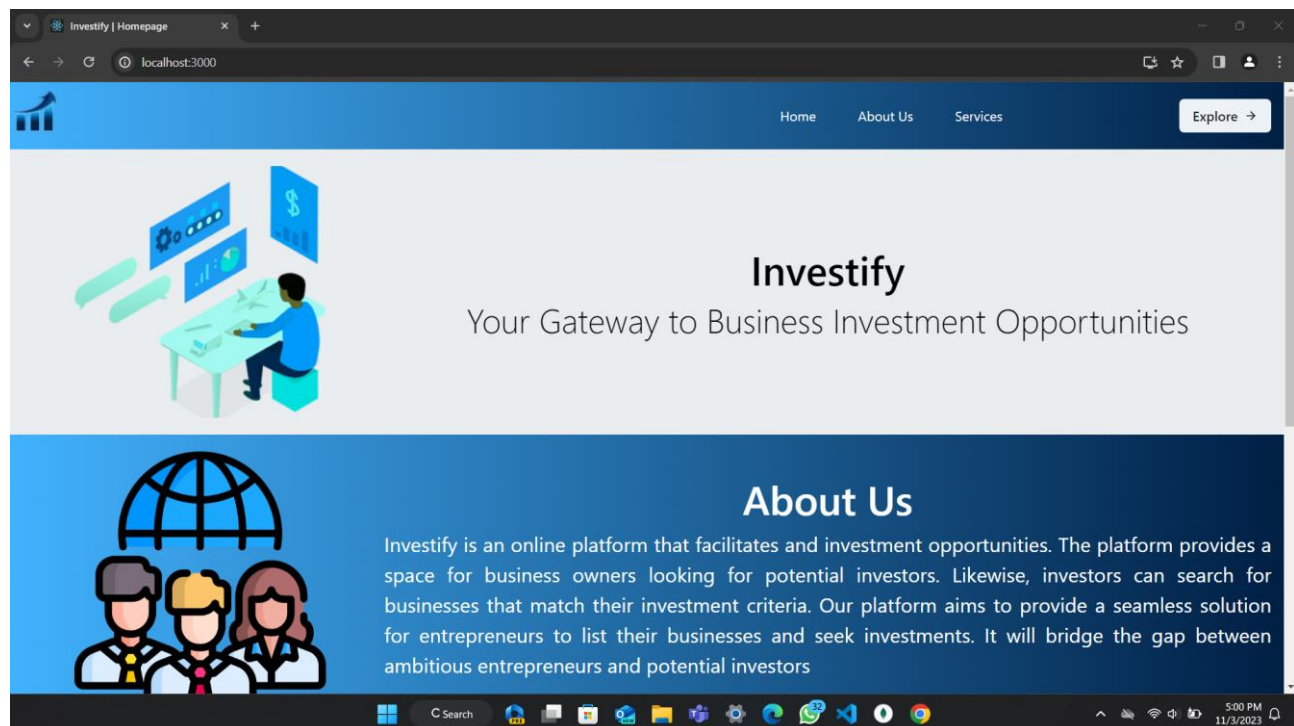 Investify | Homepage
localhost:3000
Home About Us Services Explore →
$
Investify
Your Gateway to Business Investment Opportunities
About Us
Investify is an online platform that facilitates and investment opportunities. The platform provides a
space for business owners looking for potential investors. Likewise, investors can search for
businesses that match their investment criteria. Our platform aims to provide a seamless solution
for entrepreneurs to list their businesses and seek investments. It will bridge the gap between
ambitious entrepreneurs and potential investors
Search
32
5:00 PM
11/3/2023